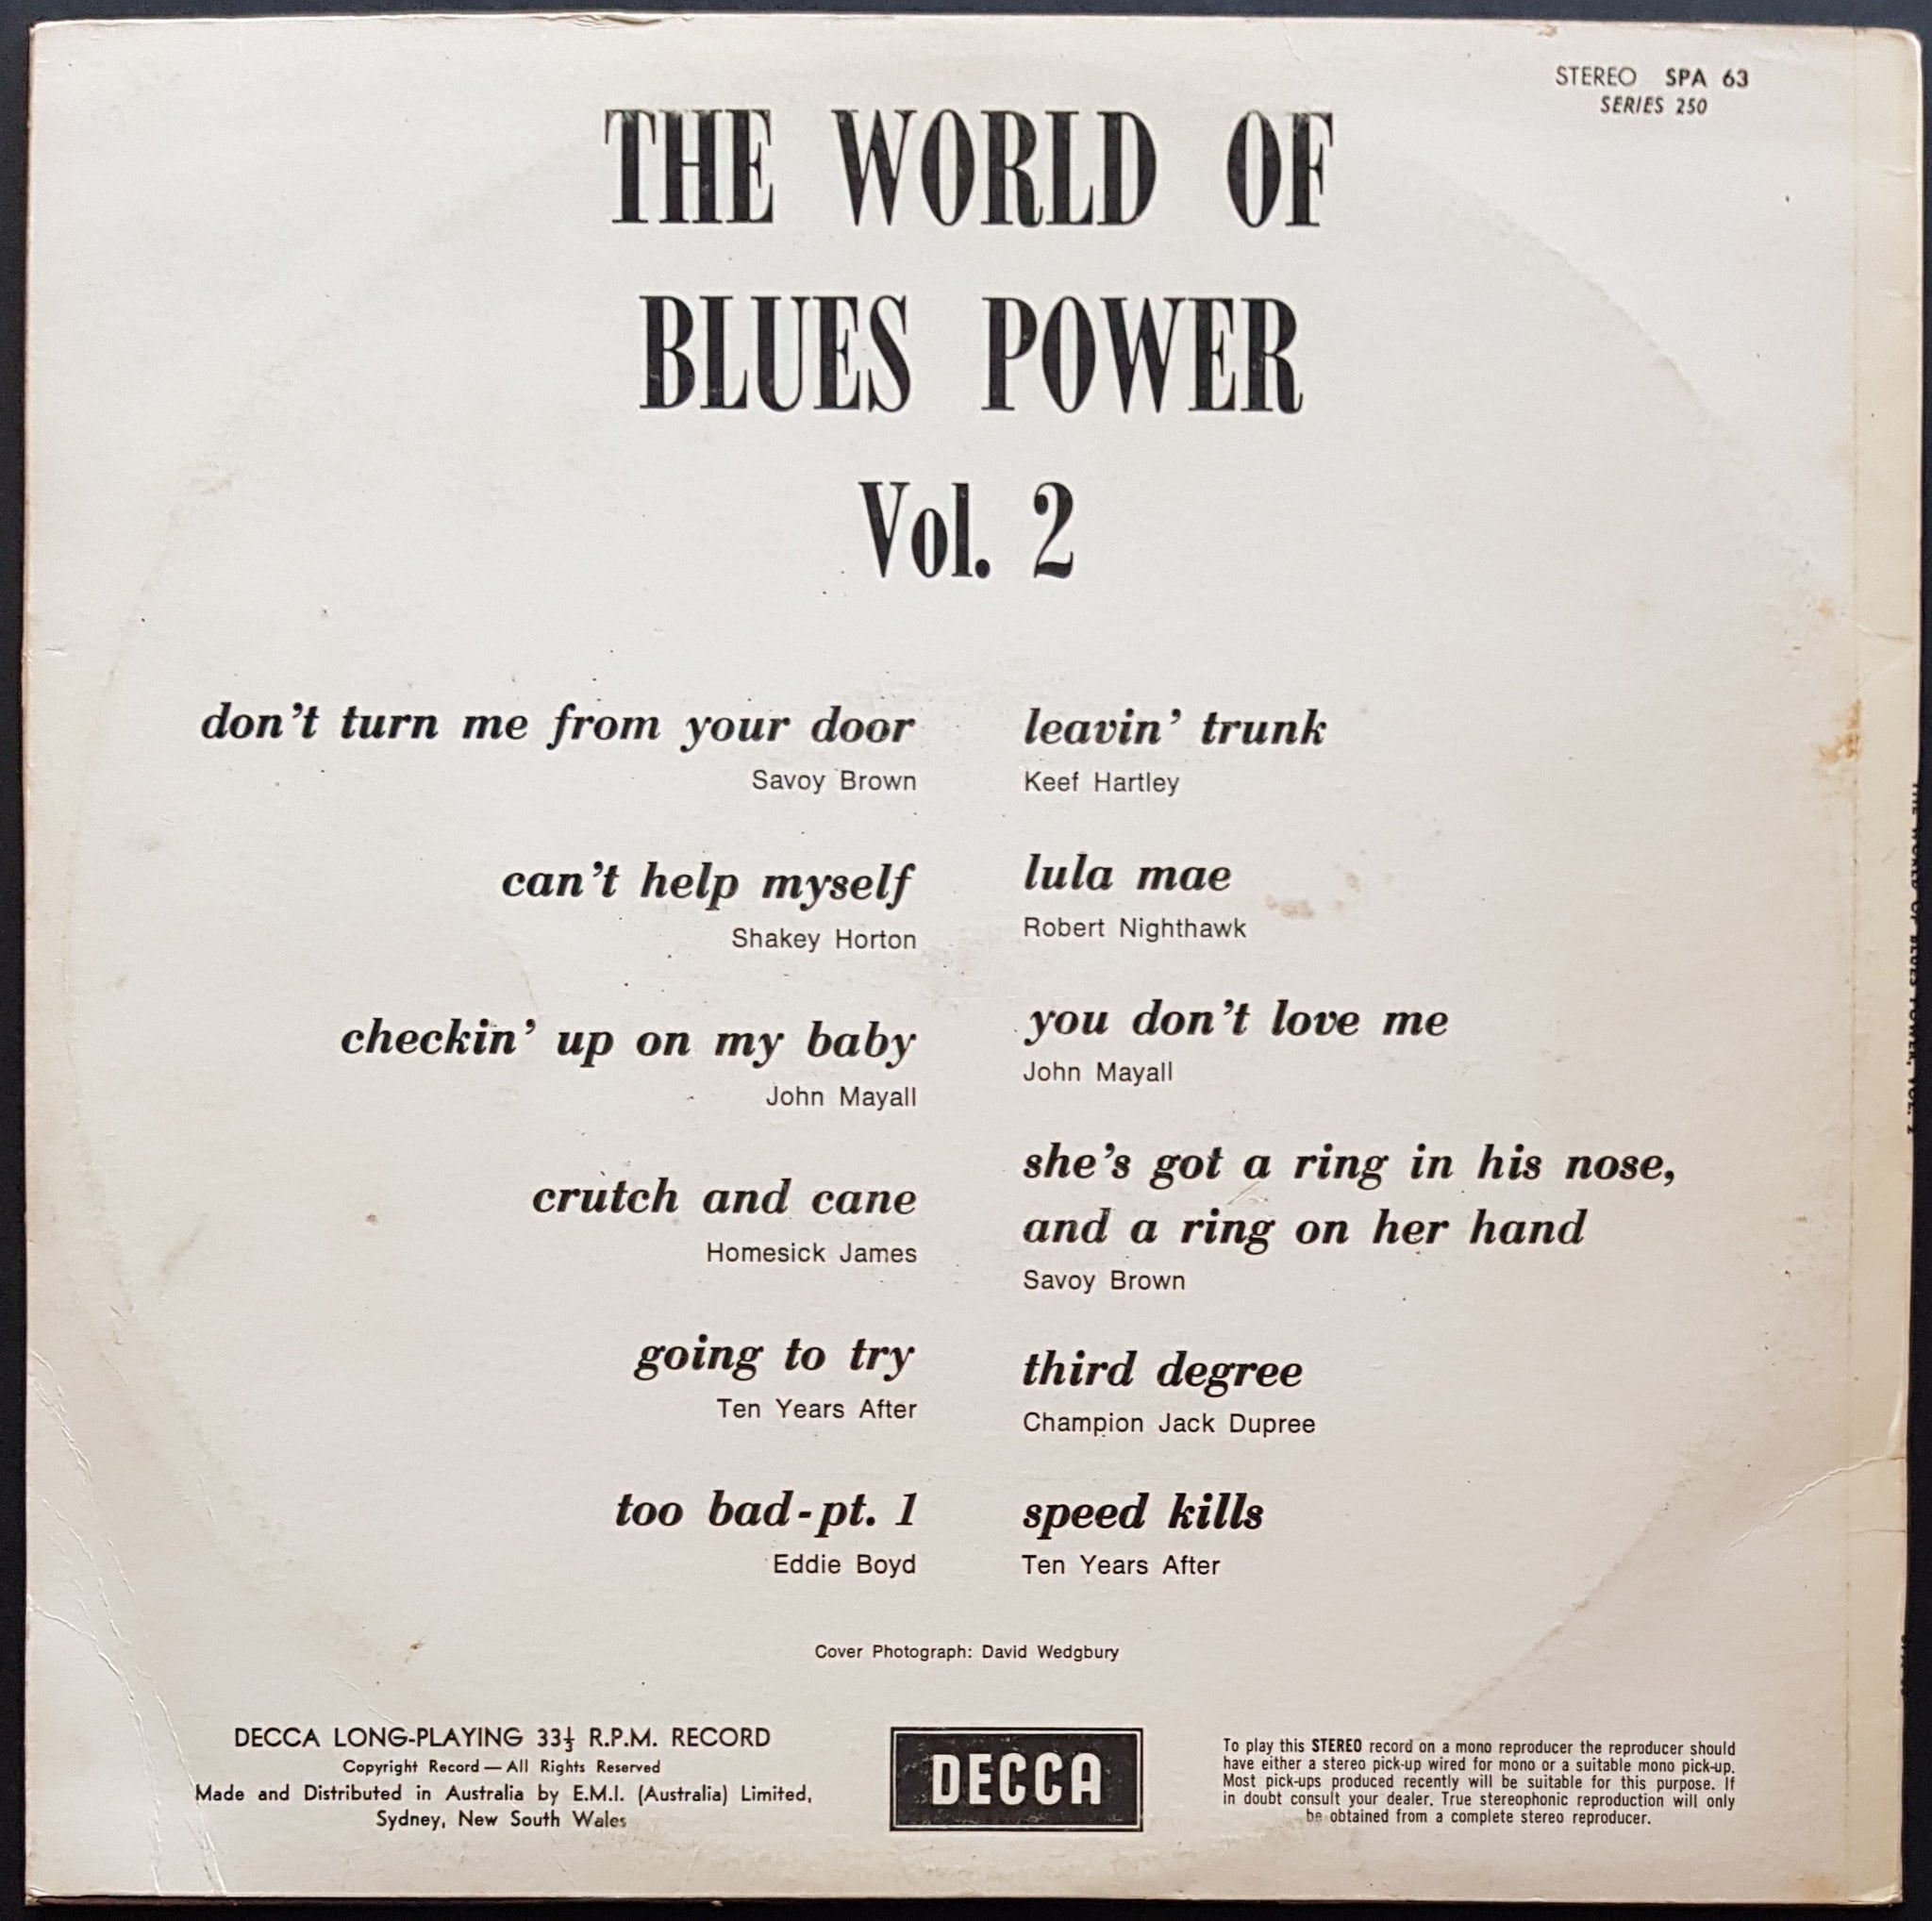 STEREO SPA 63
SERIES 250
THE WORLD OF
BLUES POWER
Vol. 2
don't turn me from your door
Savoy Brown
can't help myself
Shakey Horton
checkin' up on my baby
John Mayall
crutch and cane
Homesick James
going to try
Ten Years After
too bad-pt. 1
Eddie Boyd
leavin' trunk
Keef Hartley
lula mae
Robert Nighthawk
you don't love me
John Mayall
she's got a ring in his nose,
and a ring on her hand
Savoy Brown
third degree
Champion Jack Dupree
speed kills
Ten Years After
Cover Photograph: David Wedgbury
DECCA LONG-PLAYING 33⅓ R.P.M. RECORD
Copyright Record — All Rights Reserved
Made and Distributed in Australia by E.M.I. (Australia) Limited,
Sydney, New South Wales
DECCA
To play this STEREO record on a mono reproducer the reproducer should
have either a stereo pick-up wired for mono or a suitable mono pick-up.
Most pick-ups produced recently will be suitable for this purpose. If
in doubt consult your dealer. True stereophonic reproduction will only
be obtained from a complete stereo reproducer.
THE WORLD OF BLUES POWER, VOL. 2